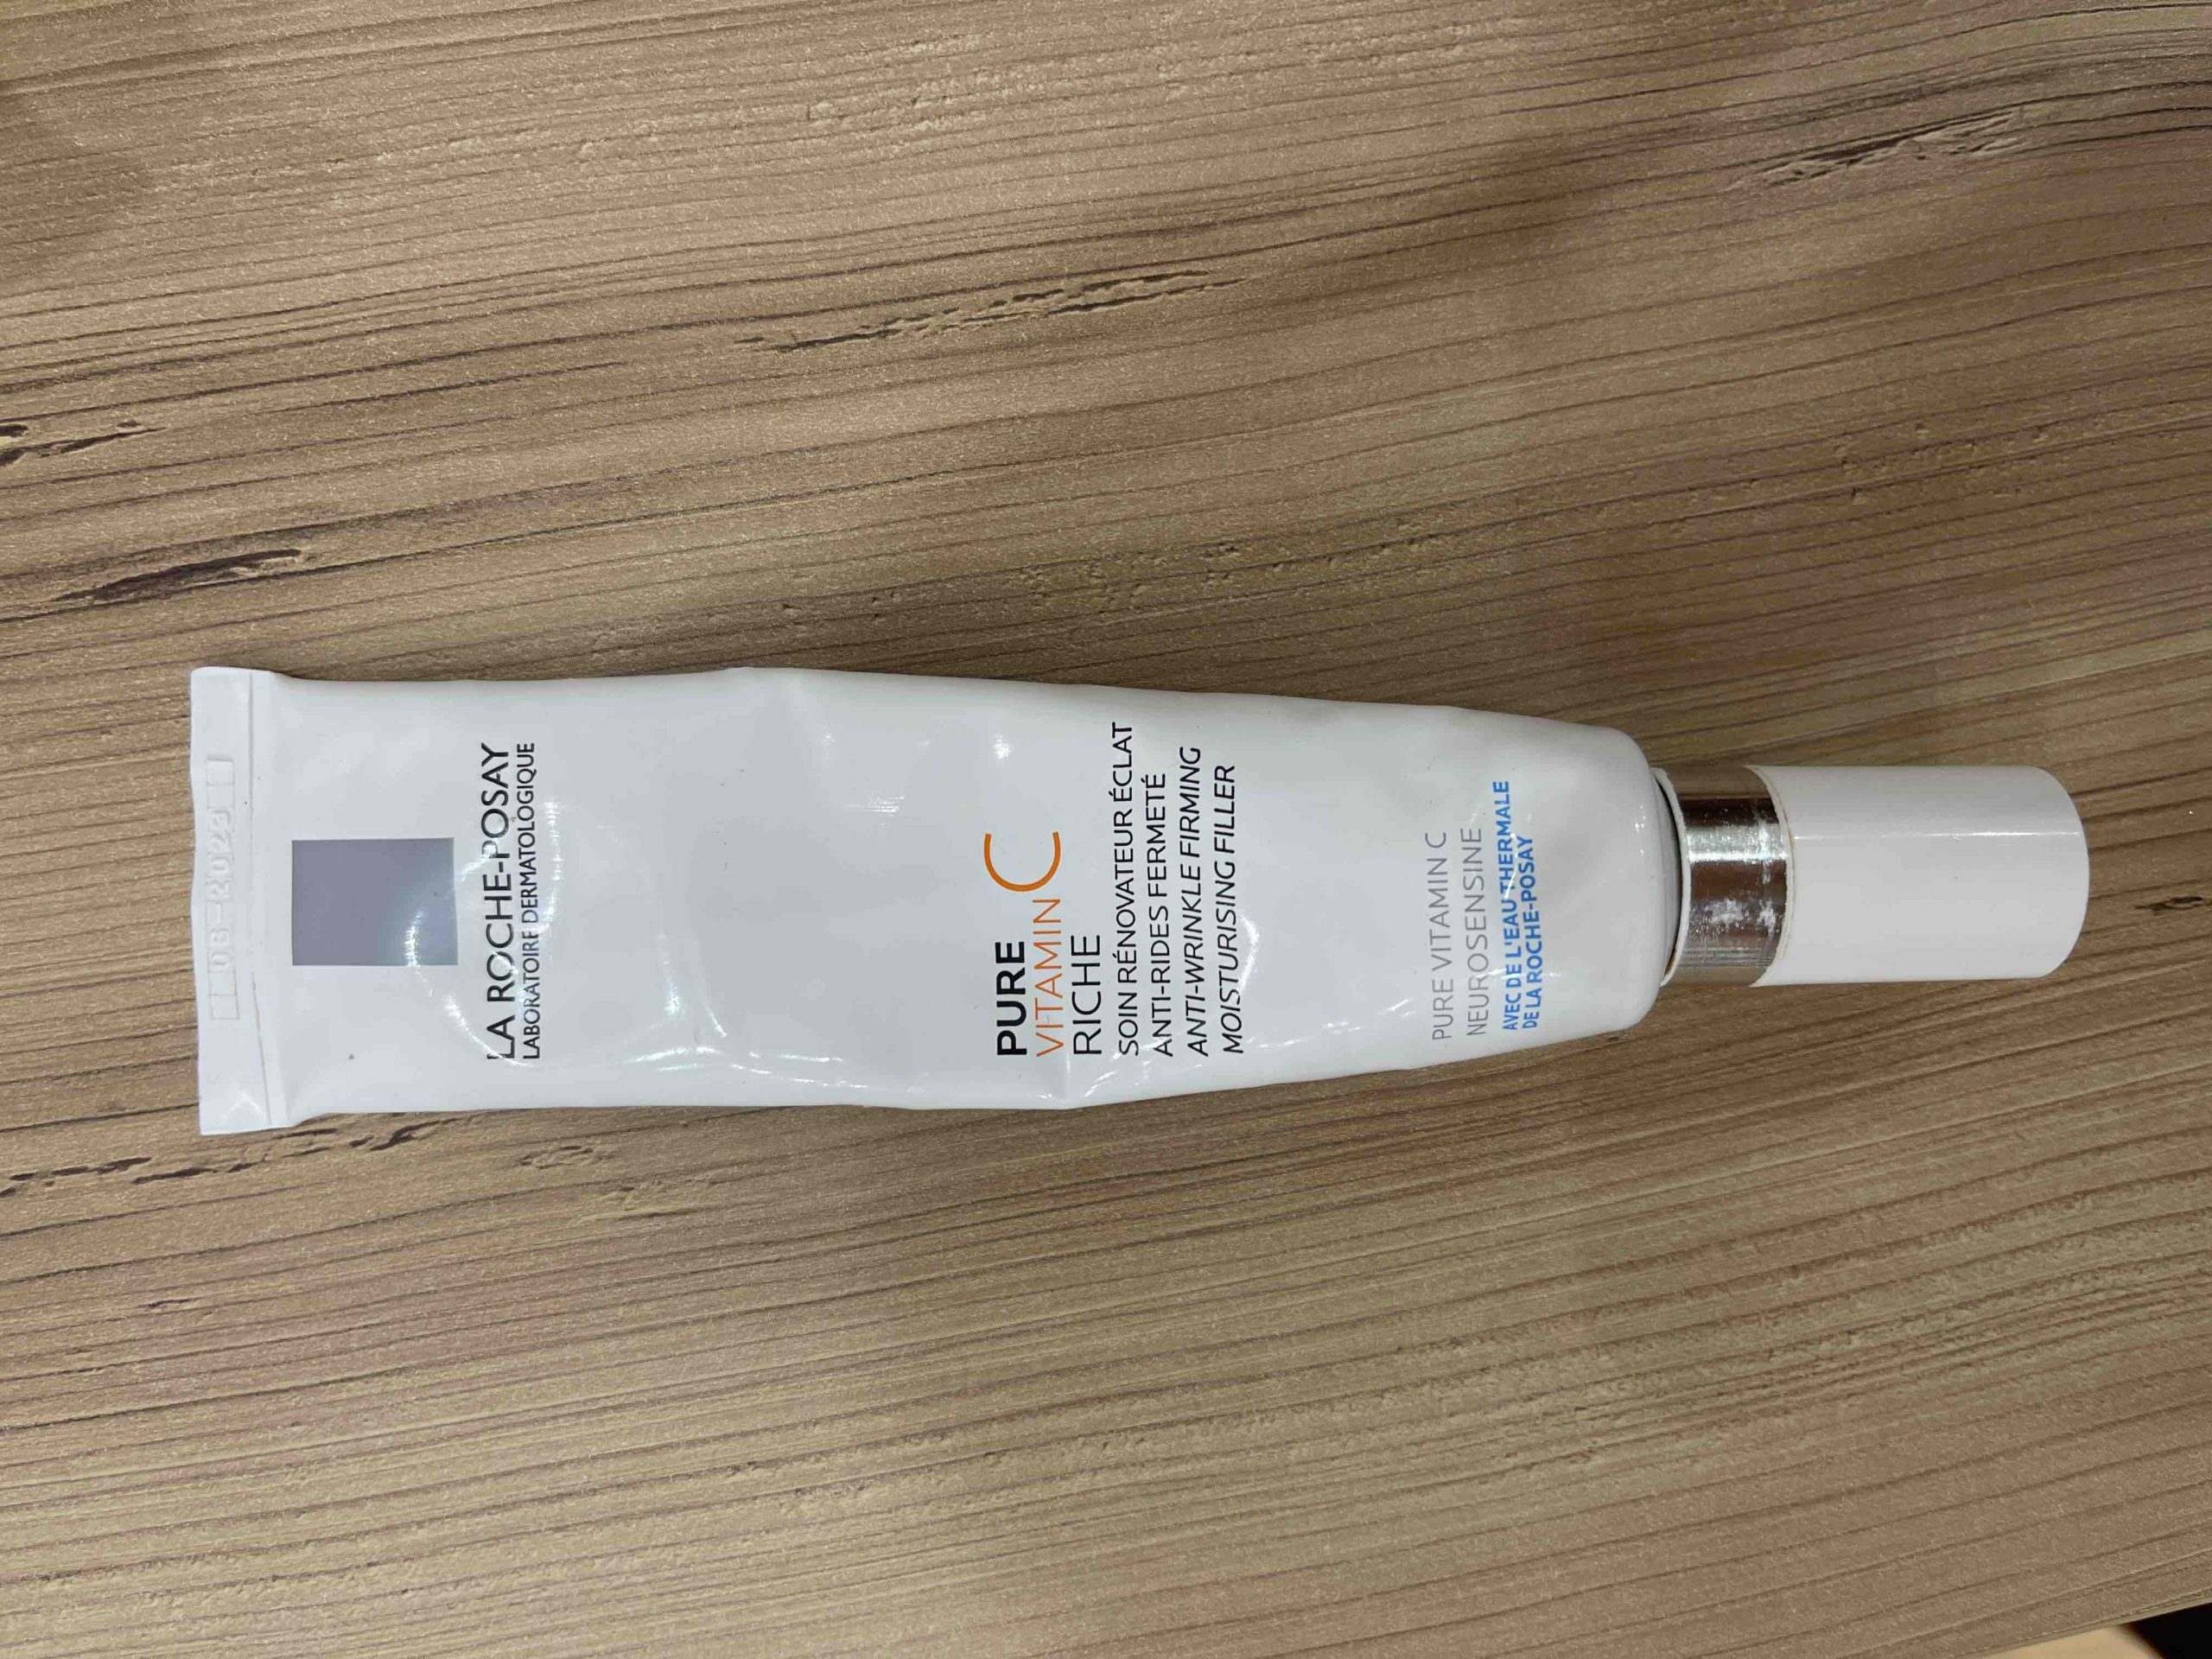 LA ROCHE-POSAY
LABORATOIRE DERMATOLOGIQUE
PURE
VITAMIN C
RICHE
SOIN RÉNOVATEUR ÉCLAT
ANTI-RIDES FERMETÉ
ANTI-WRINKLE FIRMING
MOISTURISING FILLER
PURE VITAMIN C
NEUROSENSINE
AVEC DE L'EAU THERMALE
DE LA ROCHE-POSAY